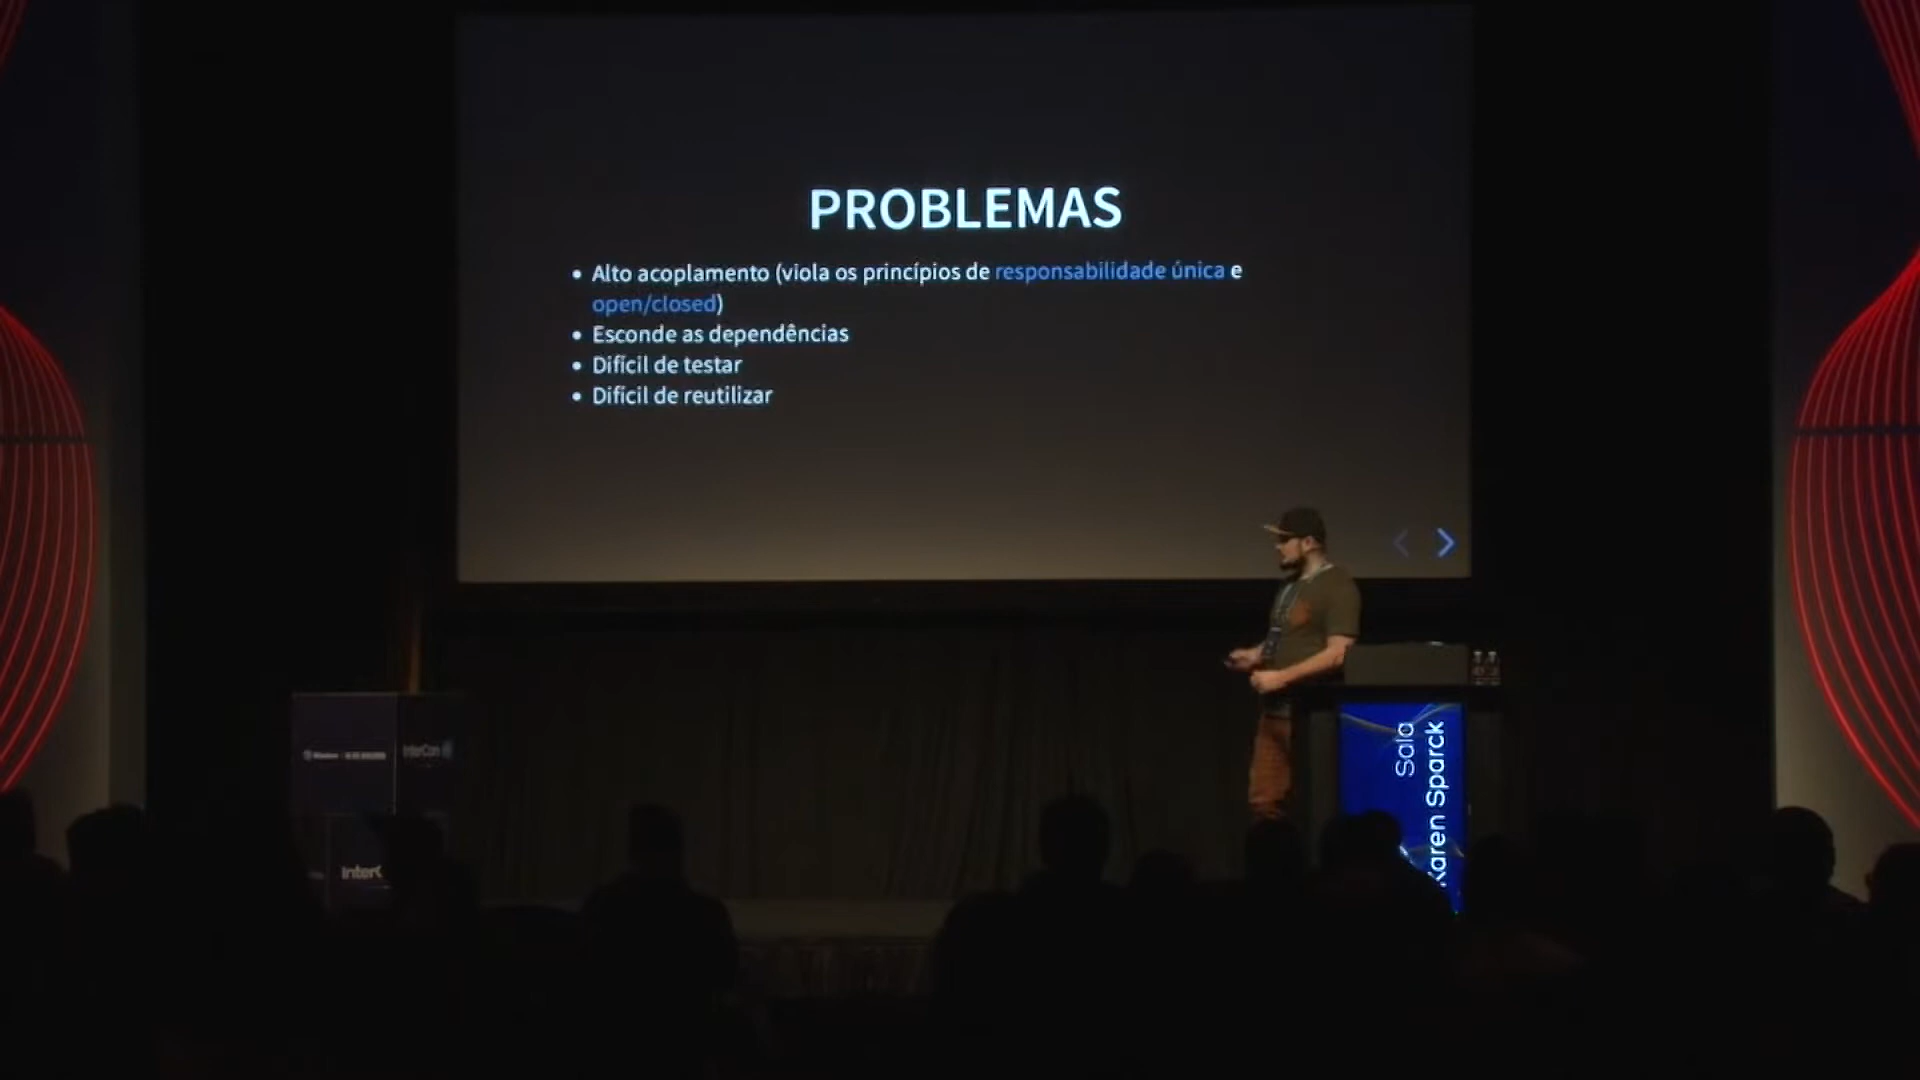 PROBLEMAS
• Alto acoplamento (viola os princípios de responsabilidade única e
open/closed)
• Esconde as dependências
• Difícil de testar
• Difícil de reutilizar
Sala
Karen Sparck
InterCon
InterC